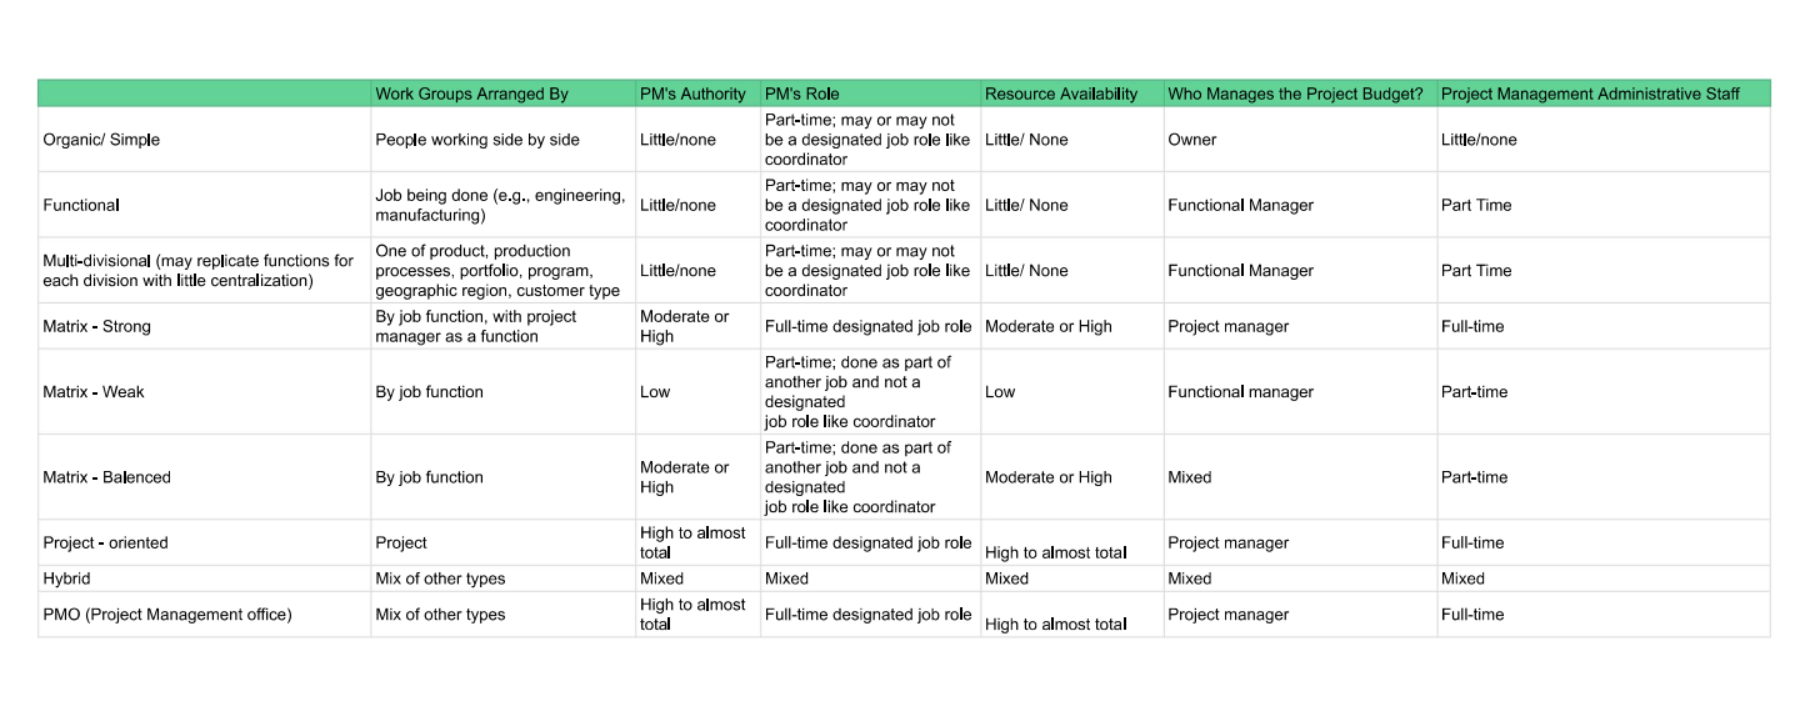 Work Groups Arranged By PM's Authority PM's Role Resource Availability Who Manages the Project Budget? Project Management Administrative Staff
Organic/ Simple
People working side by side
Little/none
Part-time; may or may not
be a designated job role like
coordinator
Little/ None
Owner
Little/none
Functional
Job being done (e.g., engineering,
manufacturing)
Little/none
Part-time; may or may not
be a designated job role like
coordinator
Little/ None
Functional Manager
Part Time
Multi-divisional (may replicate functions for
each division with little centralization)
One of product, production
processes, portfolio, program,
geographic region, customer type
Little/none
Part-time; may or may not
be a designated job role like
coordinator
Little/ None
Functional Manager
Part Time
Matrix - Strong
By job function, with project
manager as a function
Moderate or
High
Full-time designated job role
Moderate or High
Project manager
Full-time
Matrix - Weak
By job function
Low
Part-time; done as part of
another job and not a
designated
job role like coordinator
Low
Functional manager
Part-time
Matrix - Balenced
By job function
Moderate or
High
Part-time; done as part of
another job and not a
designated
job role like coordinator
Moderate or High
Mixed
Part-time
Project - oriented
Project
High to almost
total
Full-time designated job role
High to almost total
Project manager
Full-time
Hybrid
Mix of other types
Mixed
Mixed
Mixed
Mixed
Mixed
PMO (Project Management office)
Mix of other types
High to almost
total
Full-time designated job role
High to almost total
Project manager
Full-time